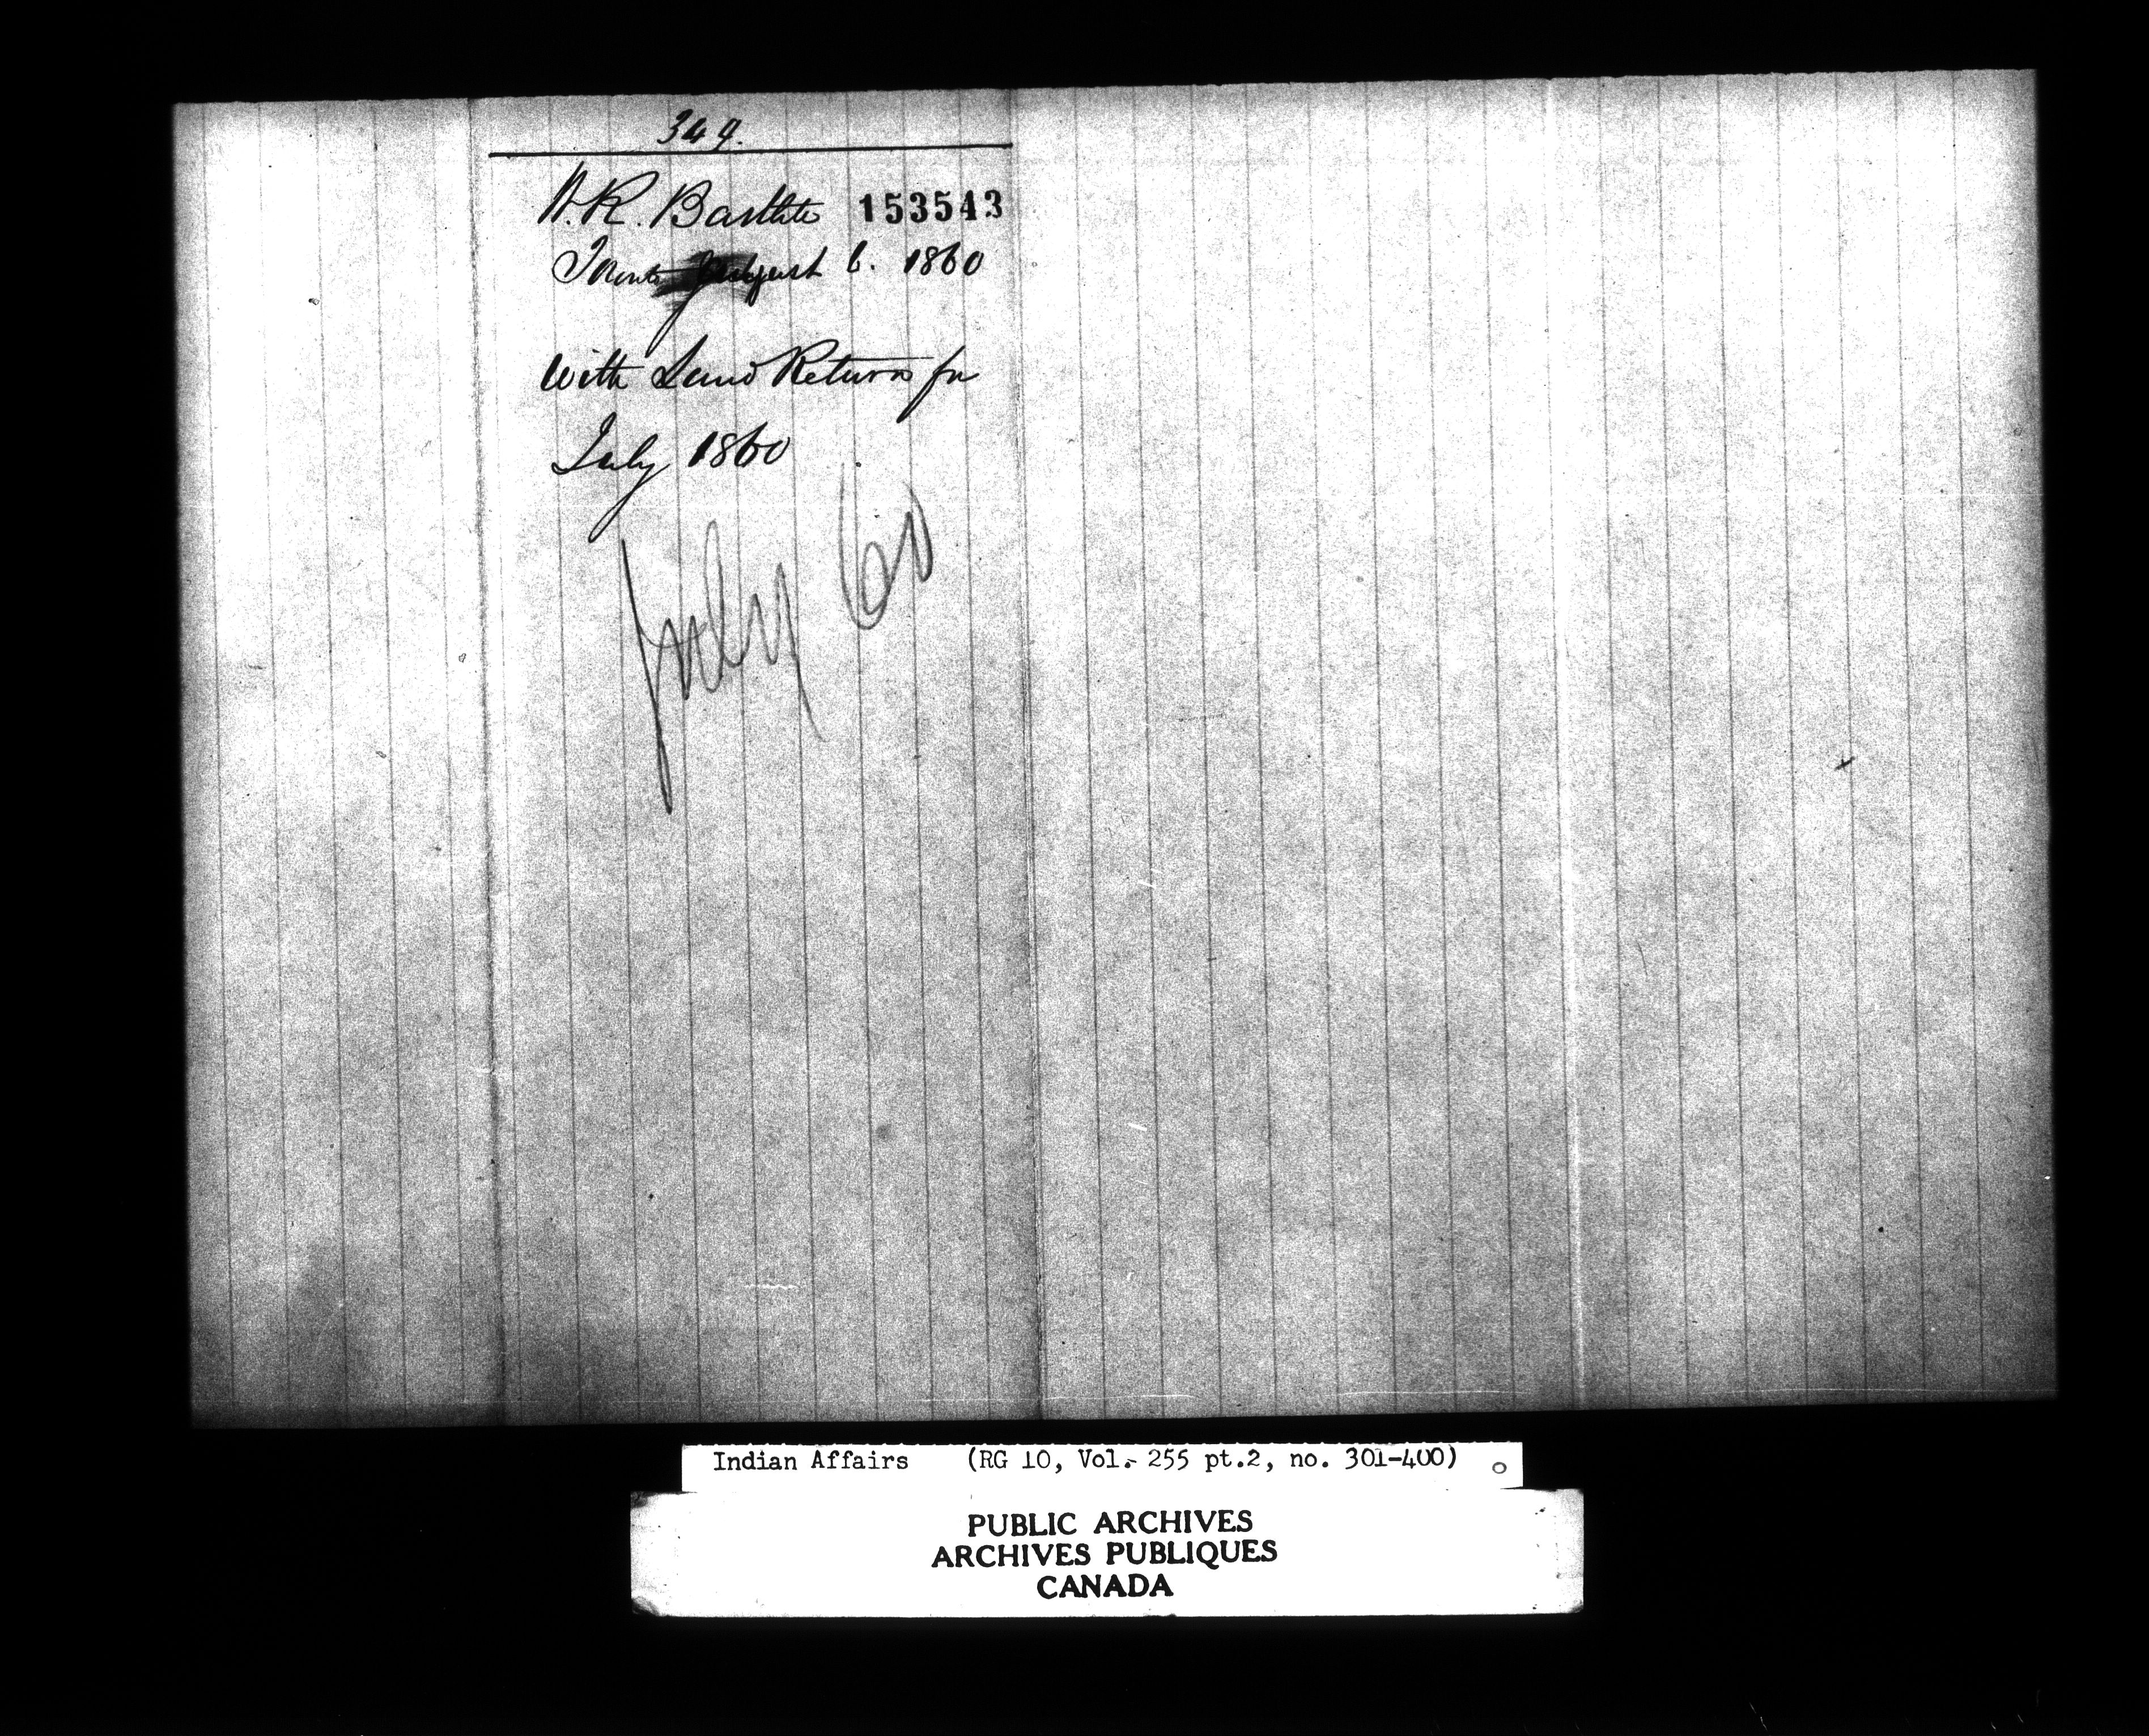 349.
W.R. Bartlett 153543
Toronto August 6. 1860
With Land Return for
July 1860
July 60
Indian Affairs (RG 10, Vol. 255 pt.2, no. 301-400)
PUBLIC ARCHIVES
ARCHIVES PUBLIQUES
CANADA